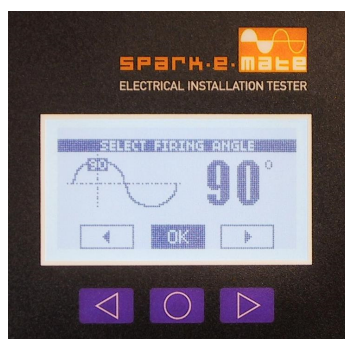 spark·e·mate
ELECTRICAL INSTALLATION TESTER
SELECT FIRING ANGLE
90
90°
OK